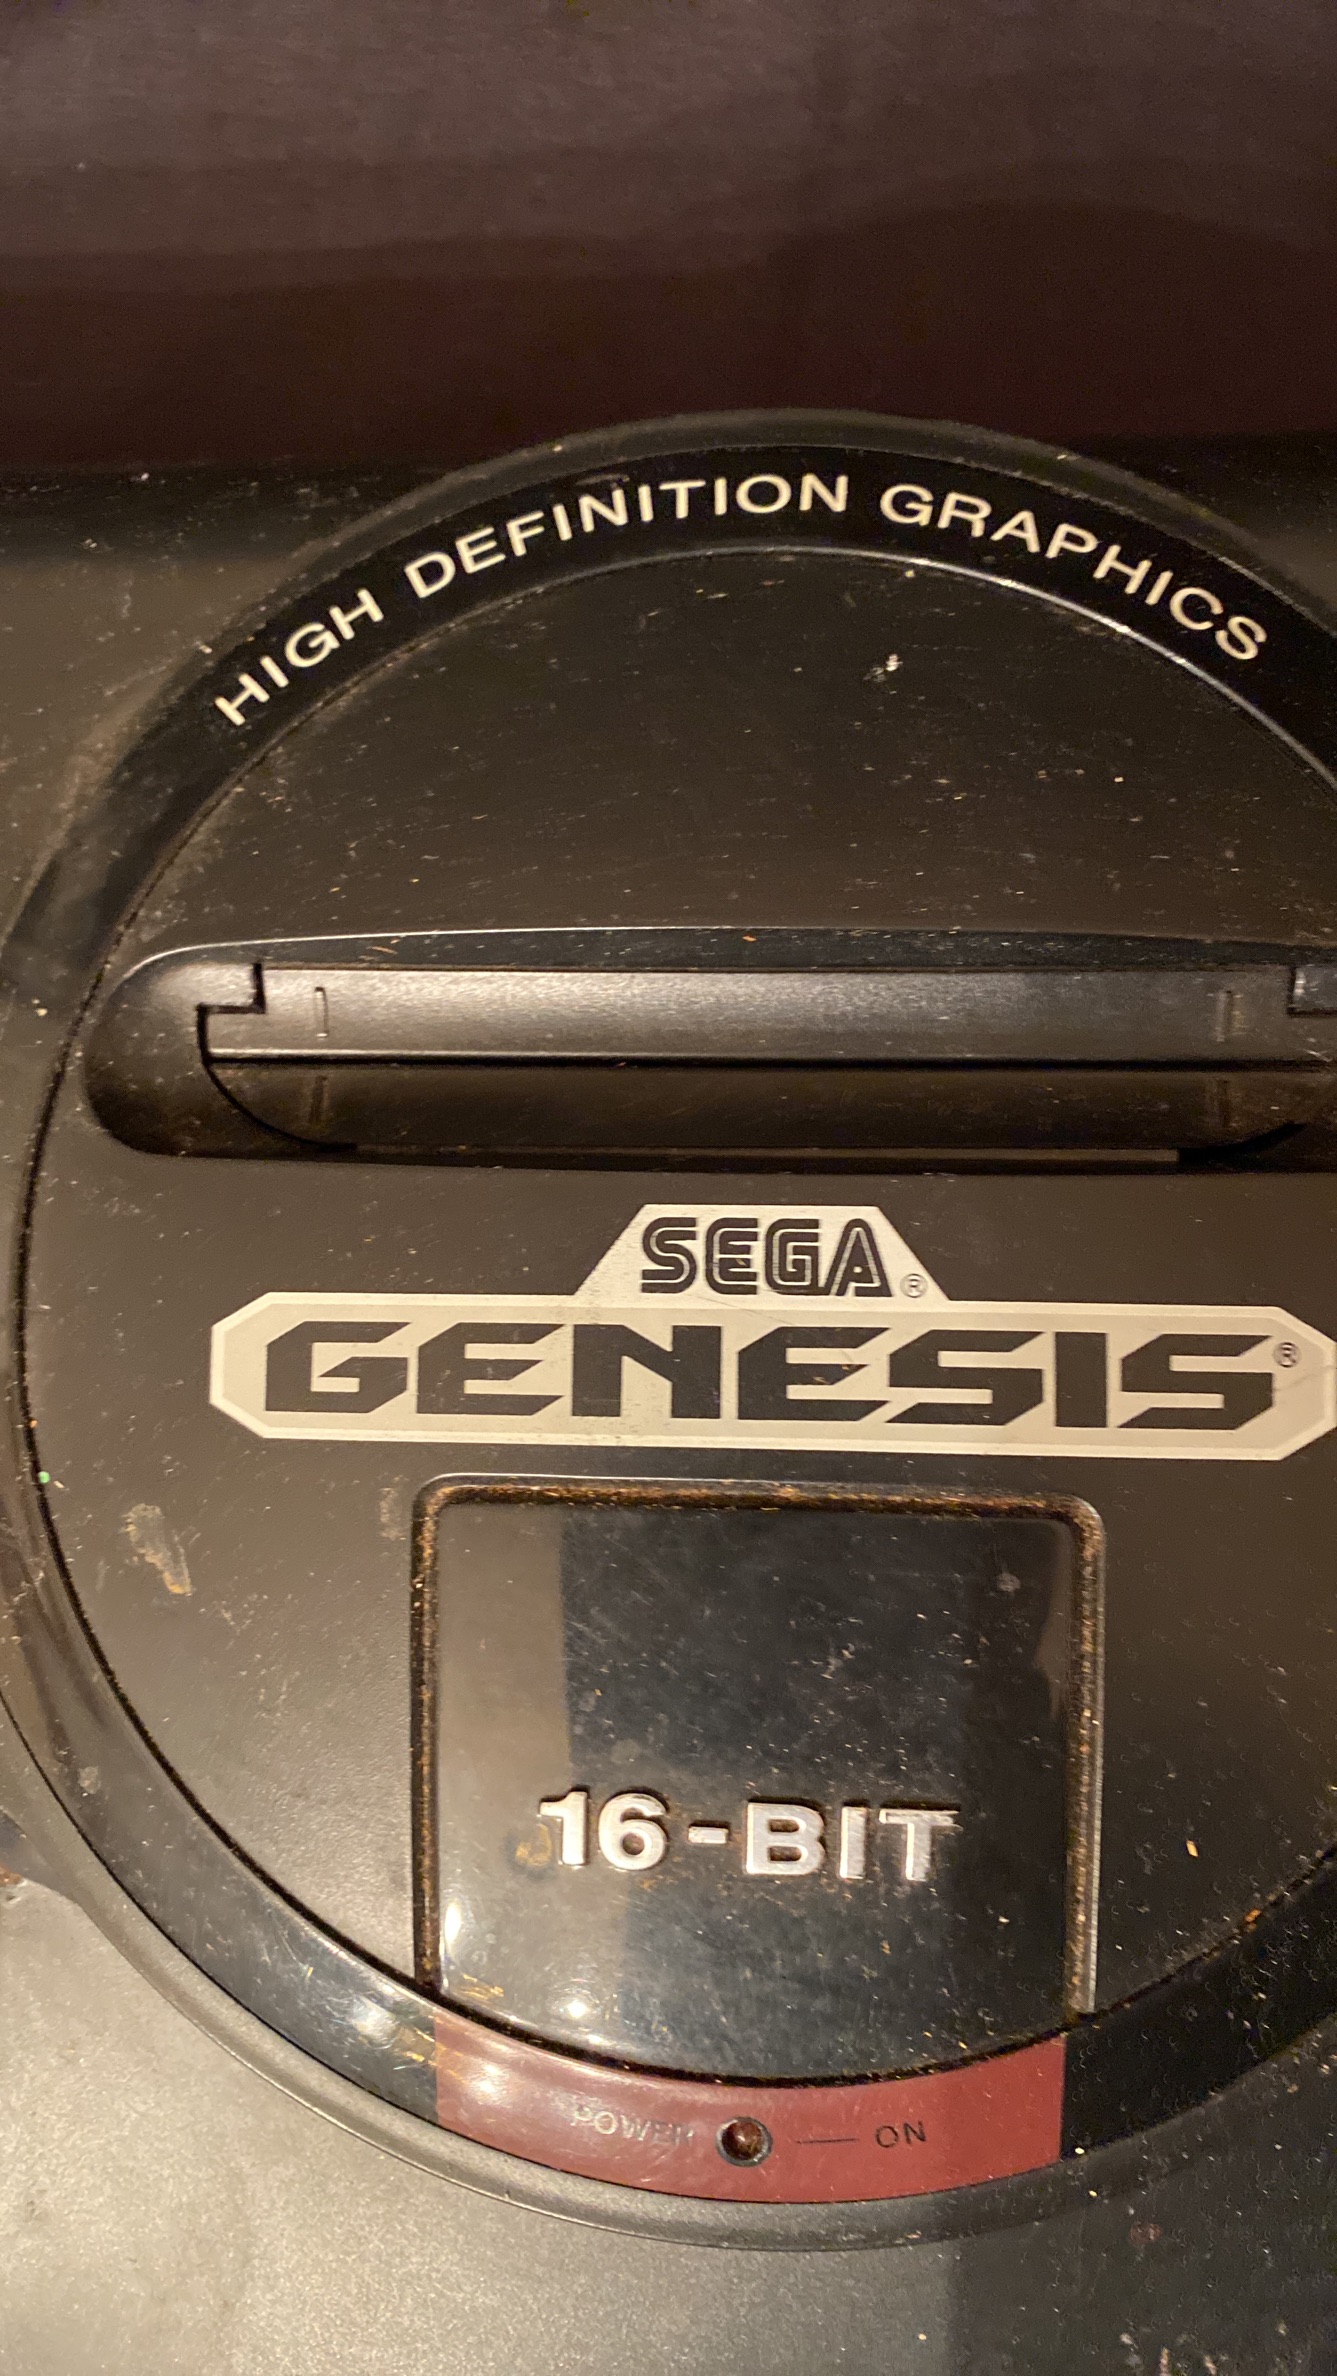 HIGH DEFINITION GRAPHICS
SEGA®
GENESIS®
16-BIT
POWER — ON